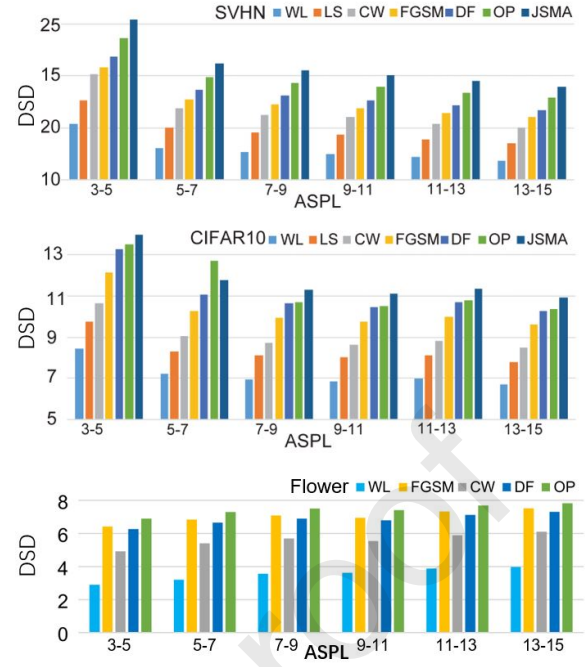 SVHN WL LS CW FGSM DF OP JSMA
25
15
20
10
DSD
3-5 5-7 7-9 9-11 11-13 13-15
ASPL
CIFAR10 WL LS CW FGSM DF OP JSMA
13
11
9
7
5
DSD
3-5 5-7 7-9 9-11 11-13 13-15
ASPL
Flower WL FGSM CW DF OP
8
6
4
2
0
DSD
3-5 5-7 7-9 9-11 11-13 13-15
ASPL
roof